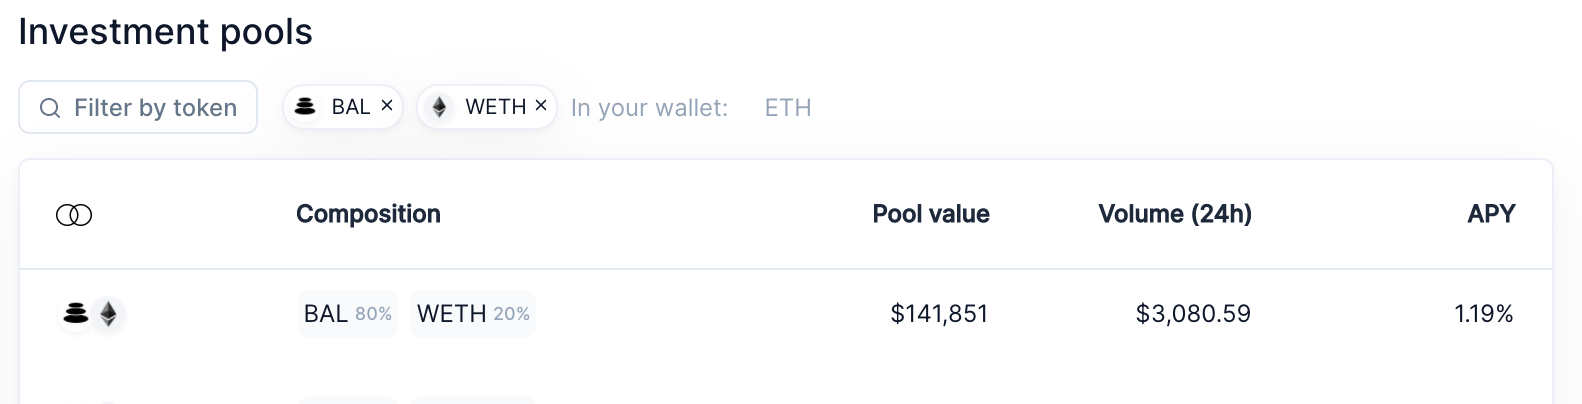 Investment pools
Filter by token BAL × WETH × In your wallet: ETH
Composition Pool value Volume (24h) APY
BAL 80% WETH 20% $141,851 $3,080.59 1.19%